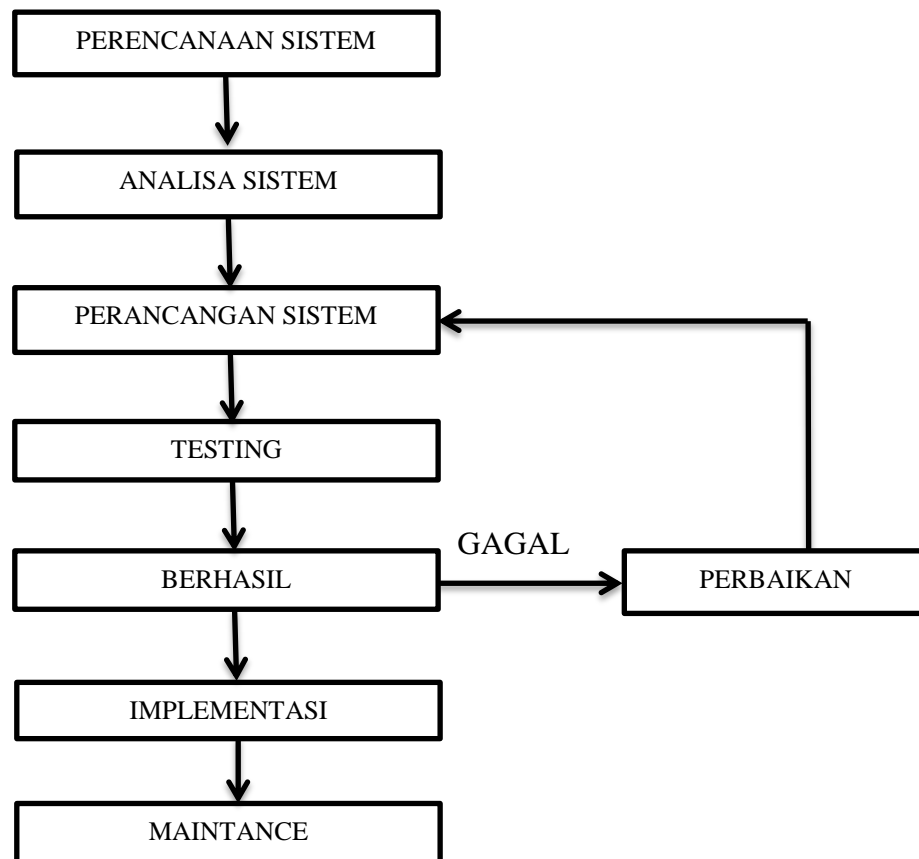 PERENCANAAN SISTEM
ANALISA SISTEM
PERANCANGAN SISTEM
TESTING
BERHASIL
GAGAL
PERBAIKAN
IMPLEMENTASI
MAINTANCE